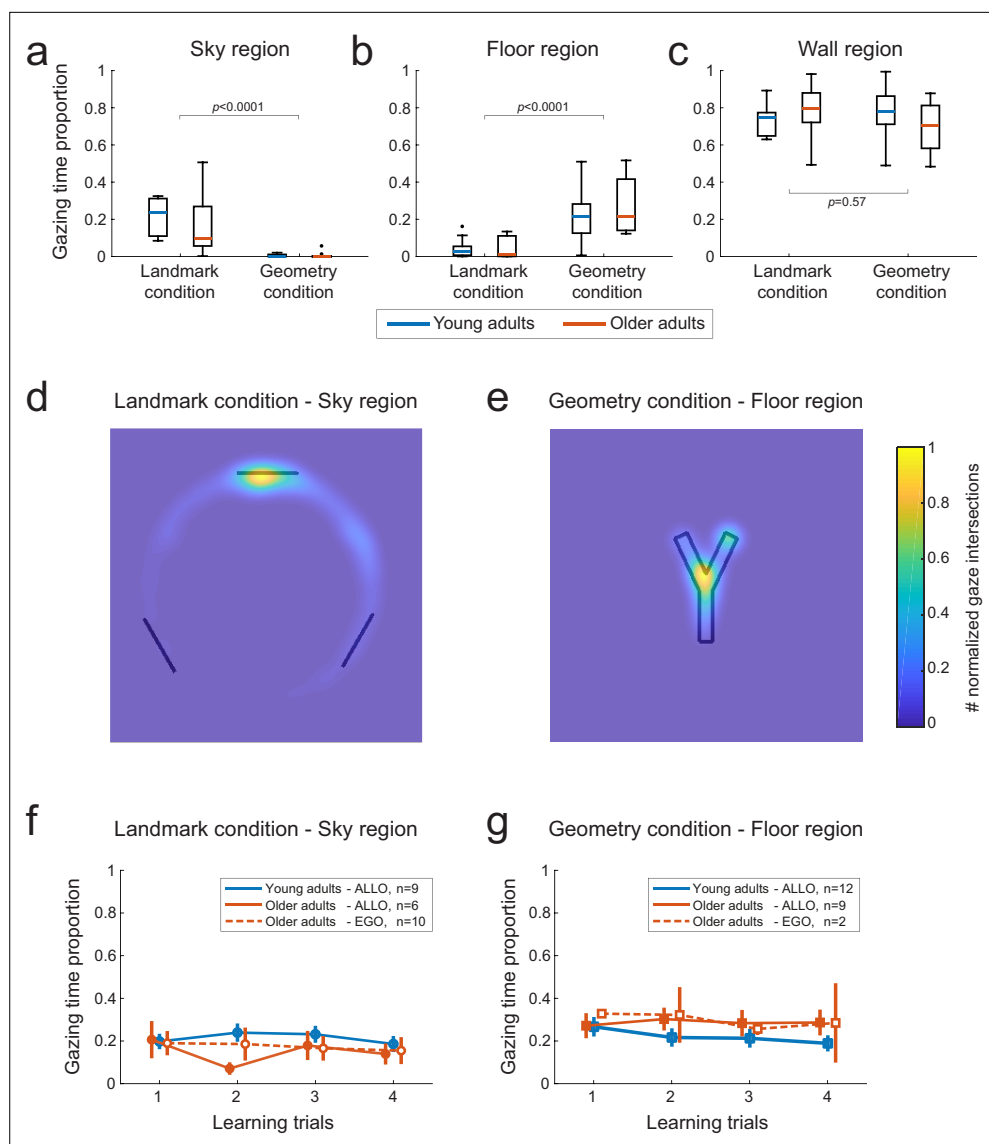 a Sky region
b Floor region
c Wall region
Gazing time proportion
1
0.8
0.6
0.4
0.2
0
p<0.0001
Landmark condition
Geometry condition
1
0.8
0.6
0.4
0.2
0
p<0.0001
Landmark condition
Geometry condition
1
0.8
0.6
0.4
0.2
0
p=0.57
Landmark condition
Geometry condition
Young adults Older adults
d Landmark condition - Sky region
e Geometry condition - Floor region
1
0.8
0.6
0.4
0.2
0
# normalized gaze intersections
f Landmark condition - Sky region
Gazing time proportion
1
0.8
0.6
0.4
0.2
0
Young adults - ALLO, n=9
Older adults - ALLO, n=6
Older adults - EGO, n=10
1 2 3 4
Learning trials
g Geometry condition - Floor region
Gazing time proportion
1
0.8
0.6
0.4
0.2
0
Young adults - ALLO, n=12
Older adults - ALLO, n=9
Older adults - EGO, n=2
1 2 3 4
Learning trials